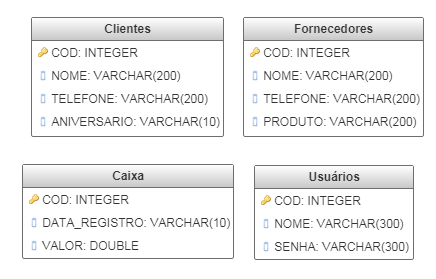 Clientes
COD: INTEGER
NOME: VARCHAR(200)
TELEFONE: VARCHAR(200)
ANIVERSARIO: VARCHAR(10)
Fornecedores
COD: INTEGER
NOME: VARCHAR(200)
TELEFONE: VARCHAR(200)
PRODUTO: VARCHAR(200)
Caixa
COD: INTEGER
DATA_REGISTRO: VARCHAR(10)
VALOR: DOUBLE
Usuários
COD: INTEGER
NOME: VARCHAR(300)
SENHA: VARCHAR(300)